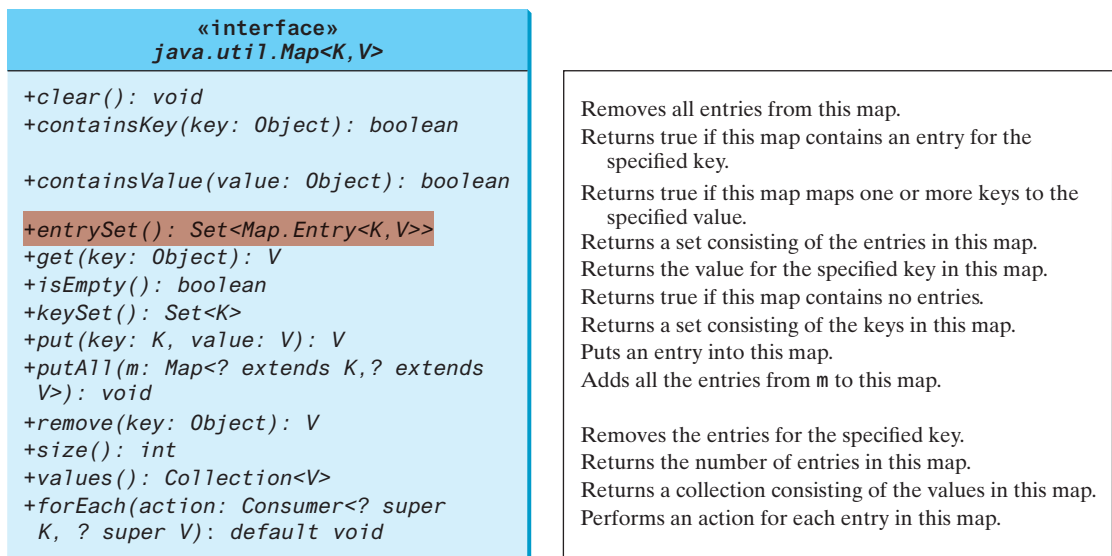 «interface»
java.util.Map<K,V>
+clear(): void
+containsKey(key: Object): boolean
+containsValue(value: Object): boolean
+entrySet(): Set<Map.Entry<K,V>>
+get(key: Object): V
+isEmpty(): boolean
+keySet(): Set<K>
+put(key: K, value: V): V
+putAll(m: Map<? extends K,? extends
V>): void
+remove(key: Object): V
+size(): int
+values(): Collection<V>
+forEach(action: Consumer<? super
K, ? super V): default void
Removes all entries from this map.
Returns true if this map contains an entry for the
specified key.
Returns true if this map maps one or more keys to the
specified value.
Returns a set consisting of the entries in this map.
Returns the value for the specified key in this map.
Returns true if this map contains no entries.
Returns a set consisting of the keys in this map.
Puts an entry into this map.
Adds all the entries from m to this map.
Removes the entries for the specified key.
Returns the number of entries in this map.
Returns a collection consisting of the values in this map.
Performs an action for each entry in this map.